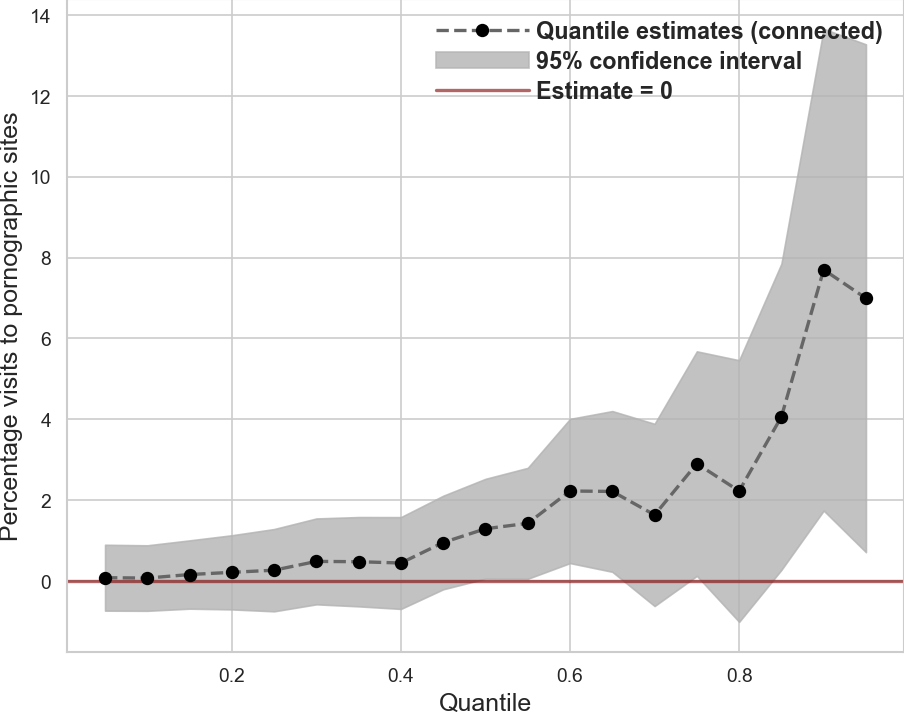 14
12
10
8
6
4
2
0
Percentage visits to pornographic sites
Quantile estimates (connected)
95% confidence interval
Estimate = 0
0.2 0.4 0.6 0.8
Quantile